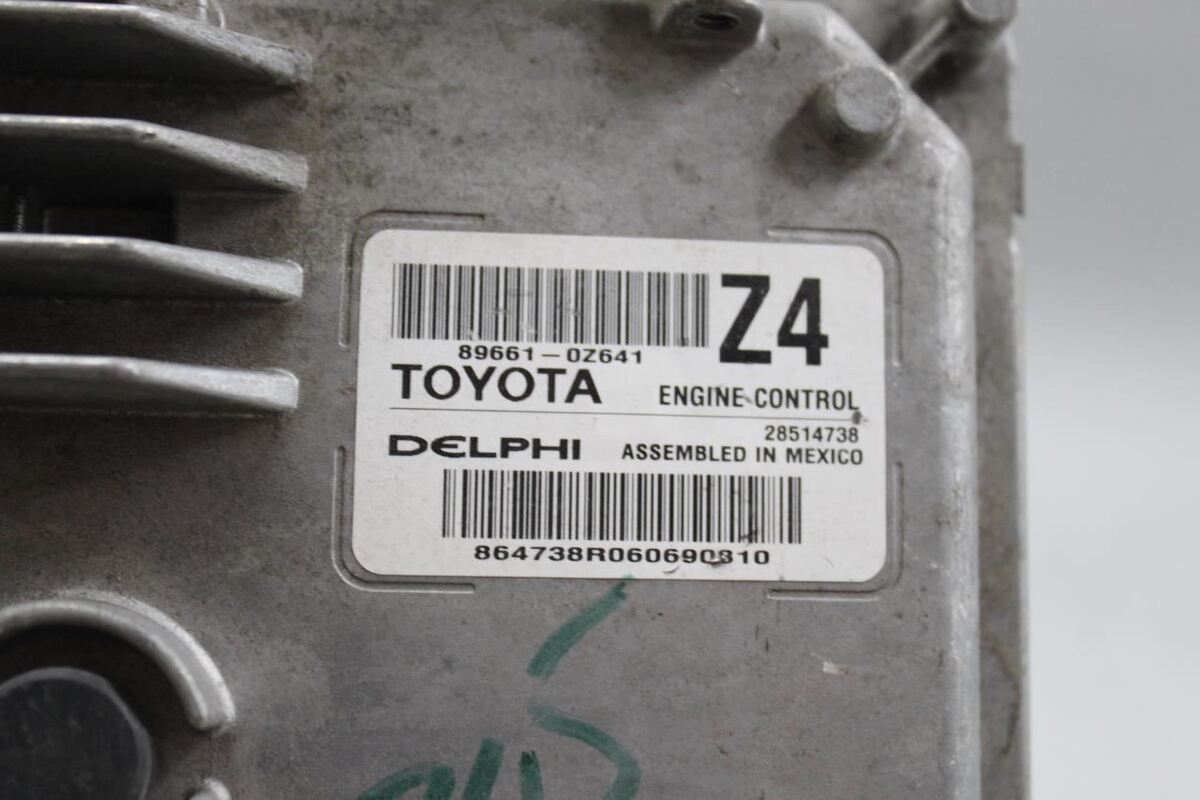 Z4
89661-0Z641
TOYOTA ENGINE CONTROL
28514738
DELPHI ASSEMBLED IN MEXICO
864738R060690810